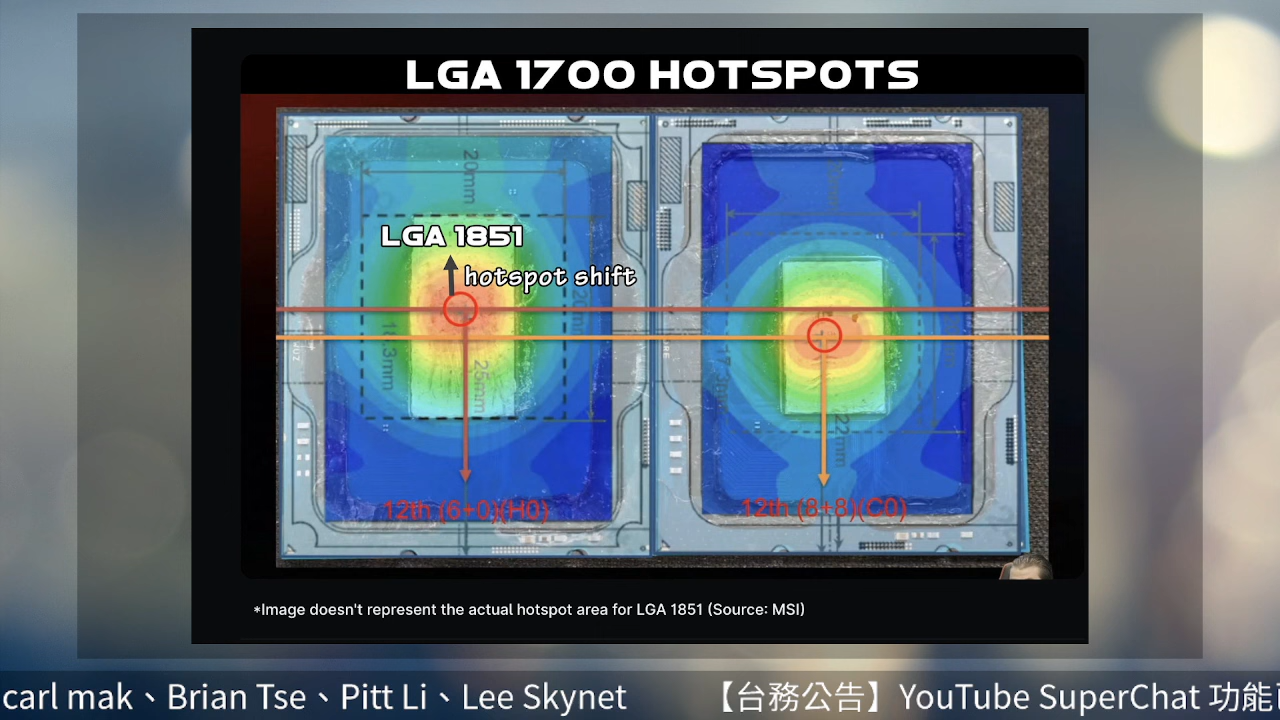 LGA 1700 HOTSPOTS
20mm
LGA 1851
hotspot shift
25mm
22mm
12th (6+0)(H0)
12th (8+8)(C0)
*Image doesn't represent the actual hotspot area for LGA 1851 (Source: MSI)
carl mak、Brian Tse、Pitt Li、Lee Skynet 【台務公告】YouTube SuperChat 功能